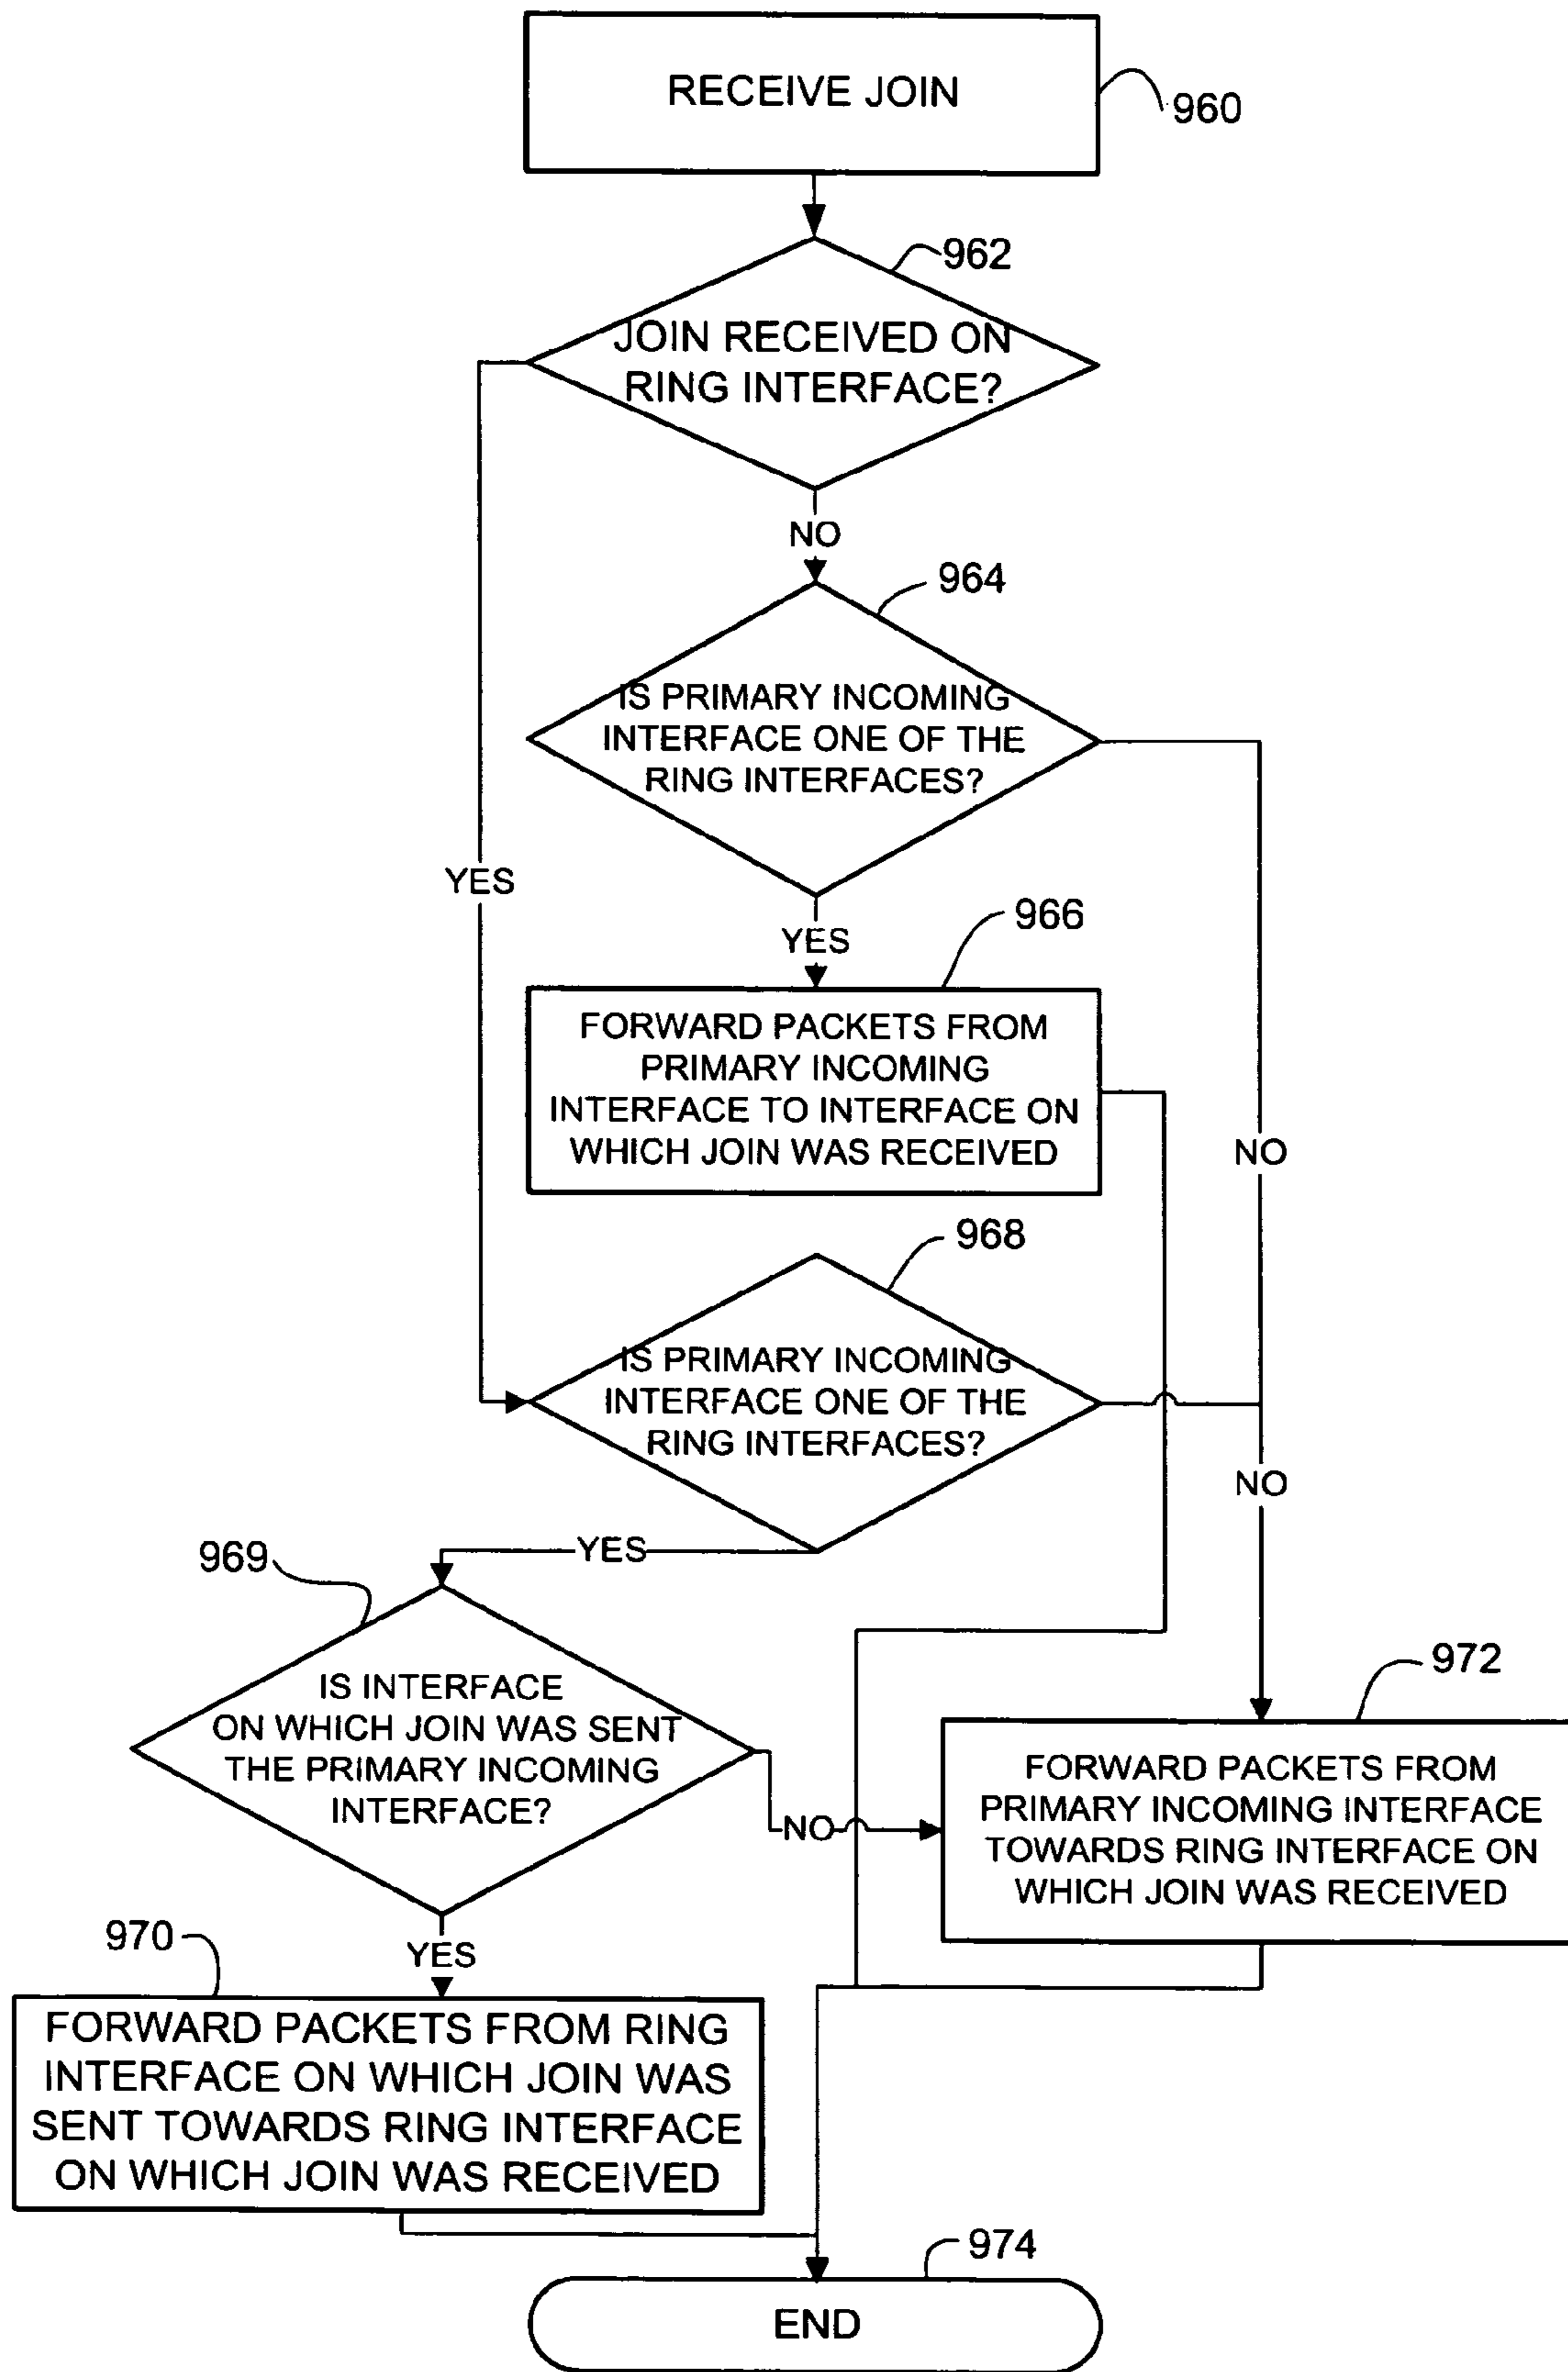 RECEIVE JOIN
960
962
JOIN RECEIVED ON
RING INTERFACE?
NO
964
IS PRIMARY INCOMING
INTERFACE ONE OF THE
RING INTERFACES?
YES
YES
966
FORWARD PACKETS FROM
PRIMARY INCOMING
INTERFACE TO INTERFACE ON
WHICH JOIN WAS RECEIVED
NO
968
IS PRIMARY INCOMING
INTERFACE ONE OF THE
RING INTERFACES?
NO
YES
969
IS INTERFACE
ON WHICH JOIN WAS SENT
THE PRIMARY INCOMING
INTERFACE?
NO
972
FORWARD PACKETS FROM
PRIMARY INCOMING INTERFACE
TOWARDS RING INTERFACE ON
WHICH JOIN WAS RECEIVED
YES
970
FORWARD PACKETS FROM RING
INTERFACE ON WHICH JOIN WAS
SENT TOWARDS RING INTERFACE
ON WHICH JOIN WAS RECEIVED
974
END